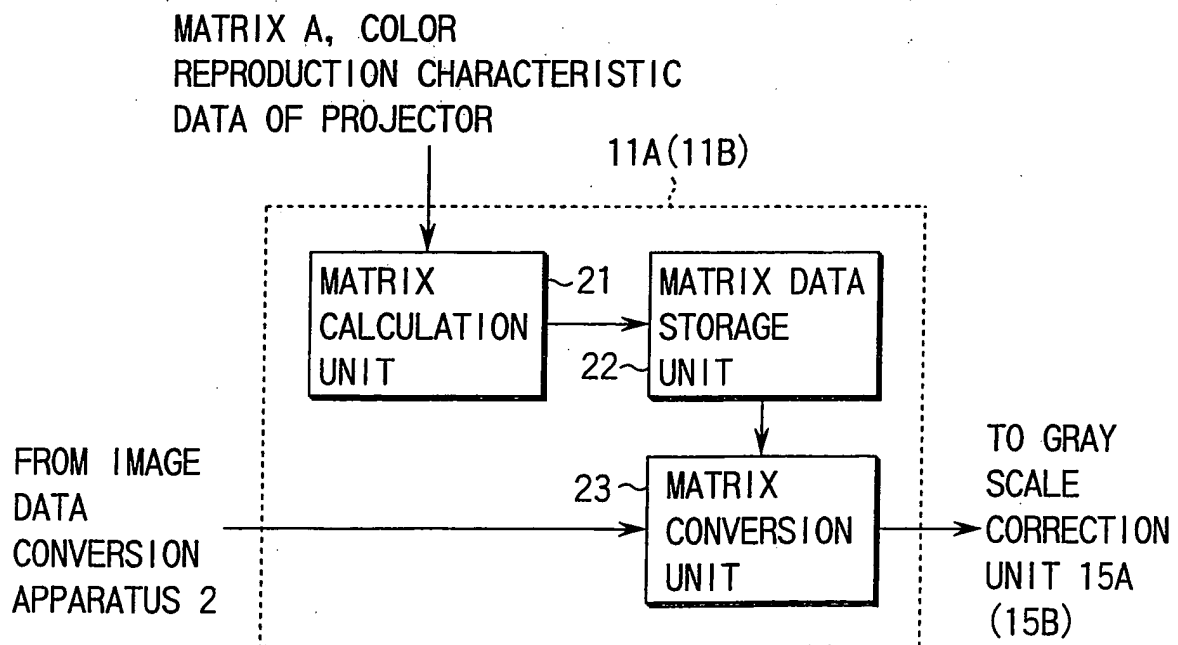 MATRIX A, COLOR
REPRODUCTION CHARACTERISTIC
DATA OF PROJECTOR
11A(11B)
MATRIX
CALCULATION
UNIT
21
MATRIX DATA
STORAGE
UNIT
22
FROM IMAGE
DATA
CONVERSION
APPARATUS 2
23
MATRIX
CONVERSION
UNIT
TO GRAY
SCALE
CORRECTION
UNIT 15A
(15B)